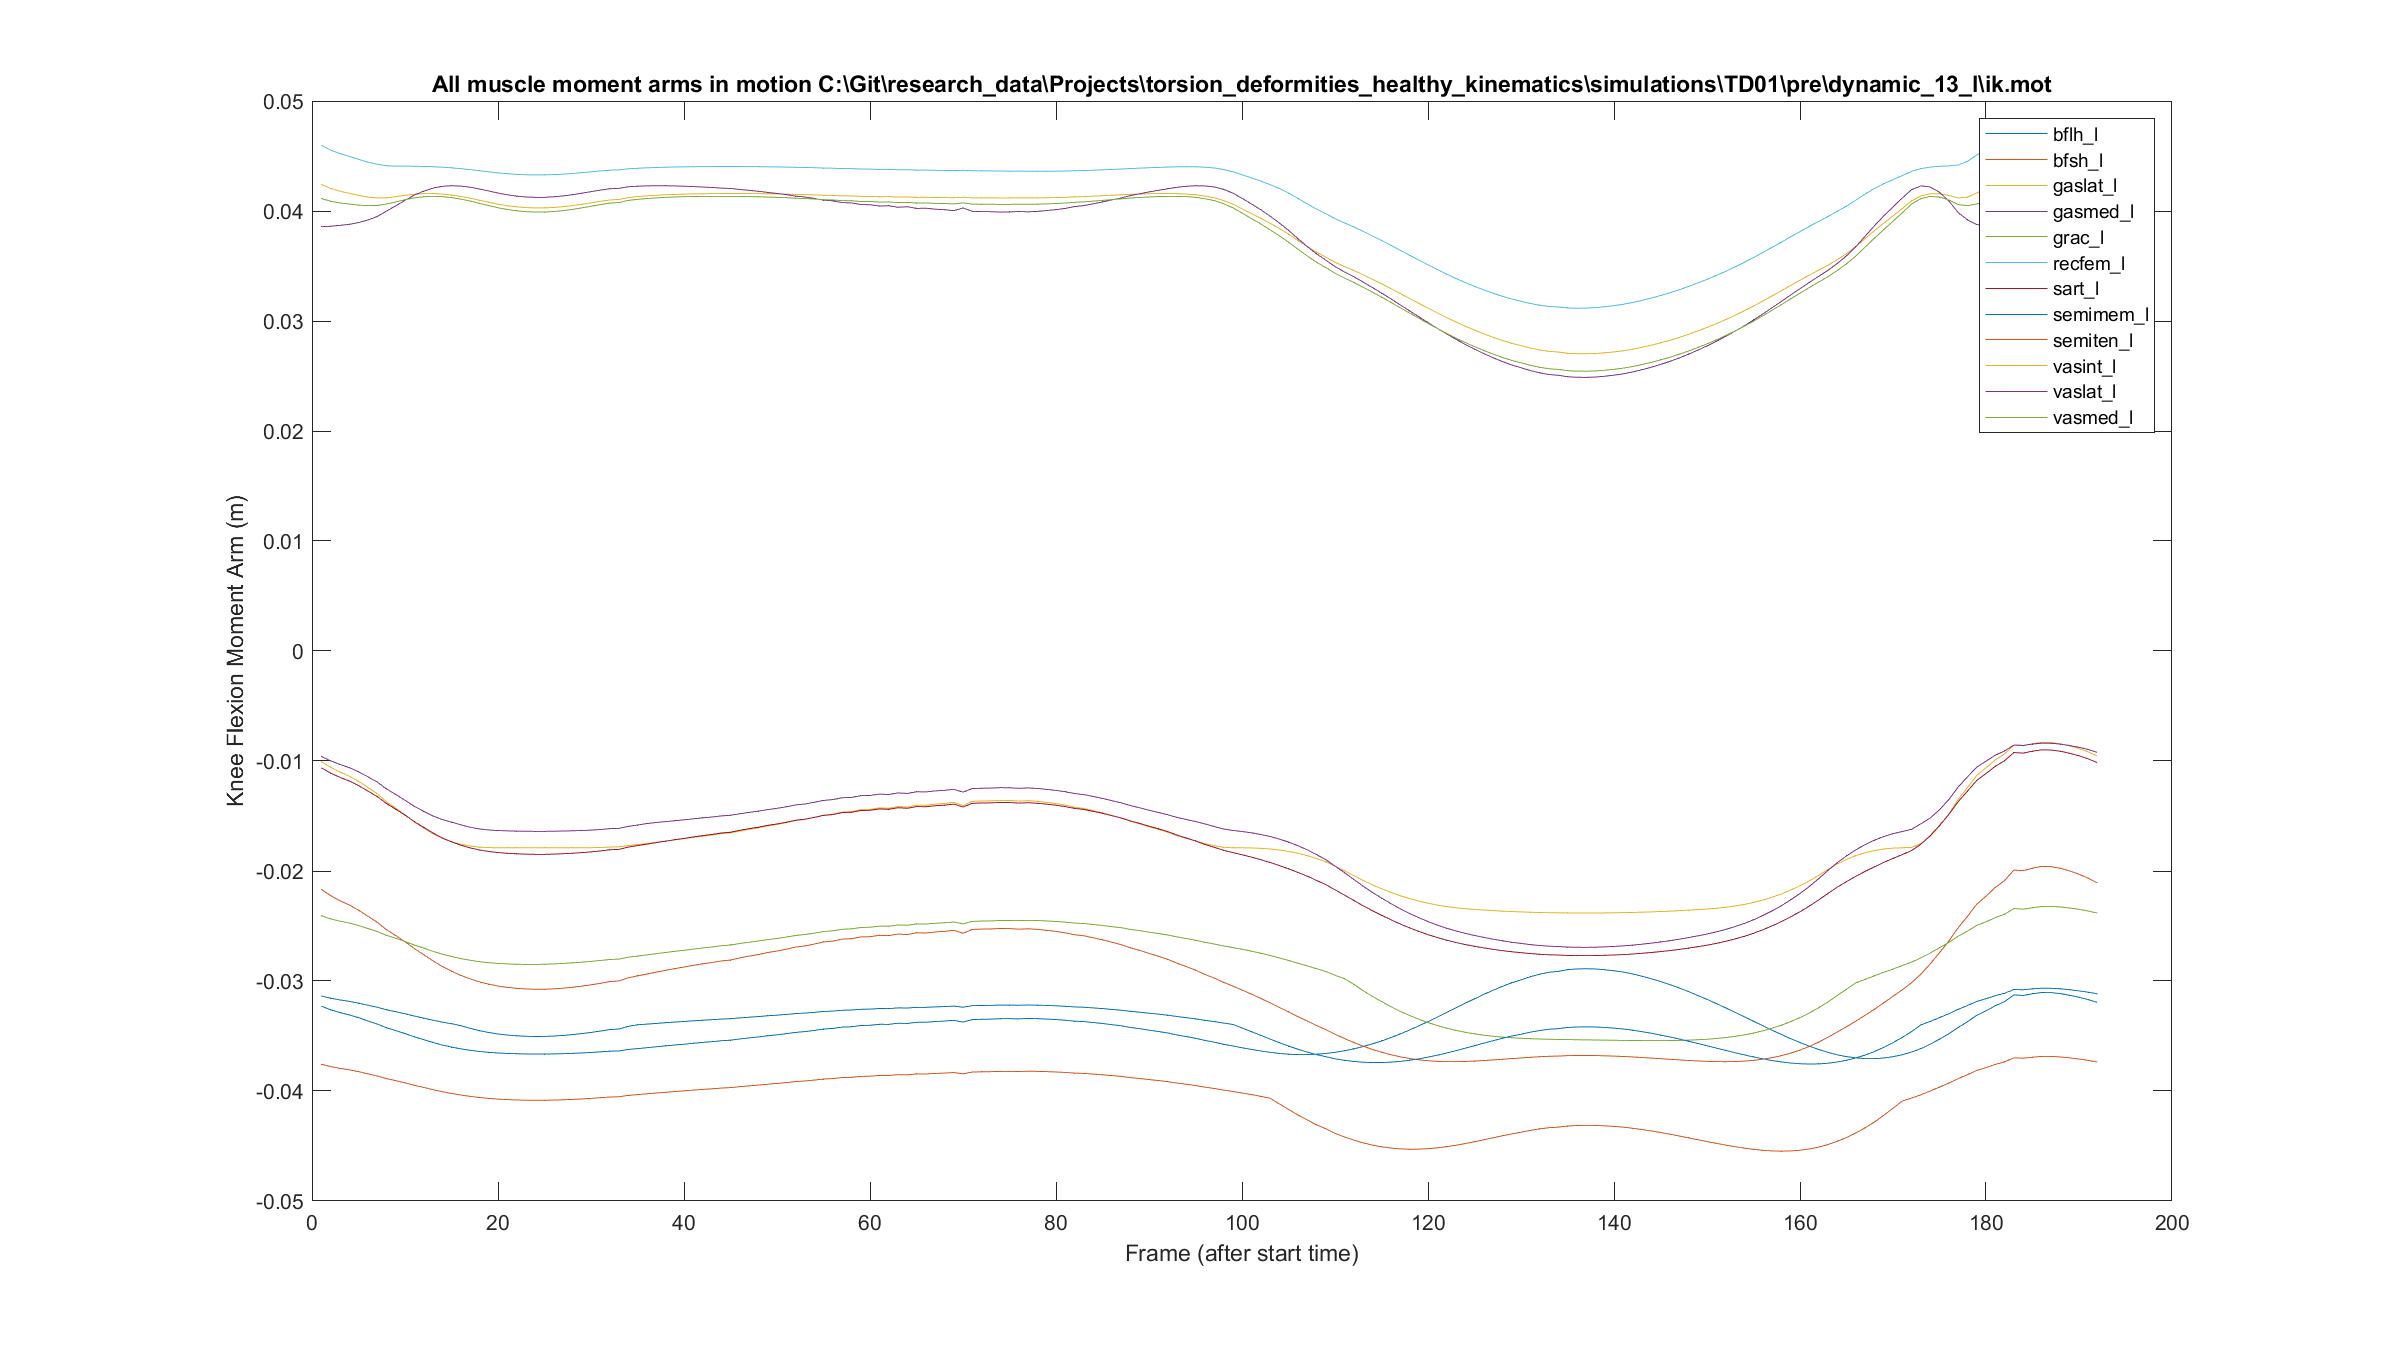 All muscle moment arms in motion C:\Git\research_data\Projects\torsion_deformities_healthy_kinematics\simulations\TD01\pre\dynamic_13_l\ik.mot
0.05
0.04
0.03
0.02
0.01
0
-0.01
-0.02
-0.03
-0.04
-0.05
Knee Flexion Moment Arm (m)
bflh_l
bfsh_l
gaslat_l
gasmed_l
grac_l
recfem_l
sart_l
semimem_l
semiten_l
vasint_l
vaslat_l
vasmed_l
0 20 40 60 80 100 120 140 160 180 200
Frame (after start time)